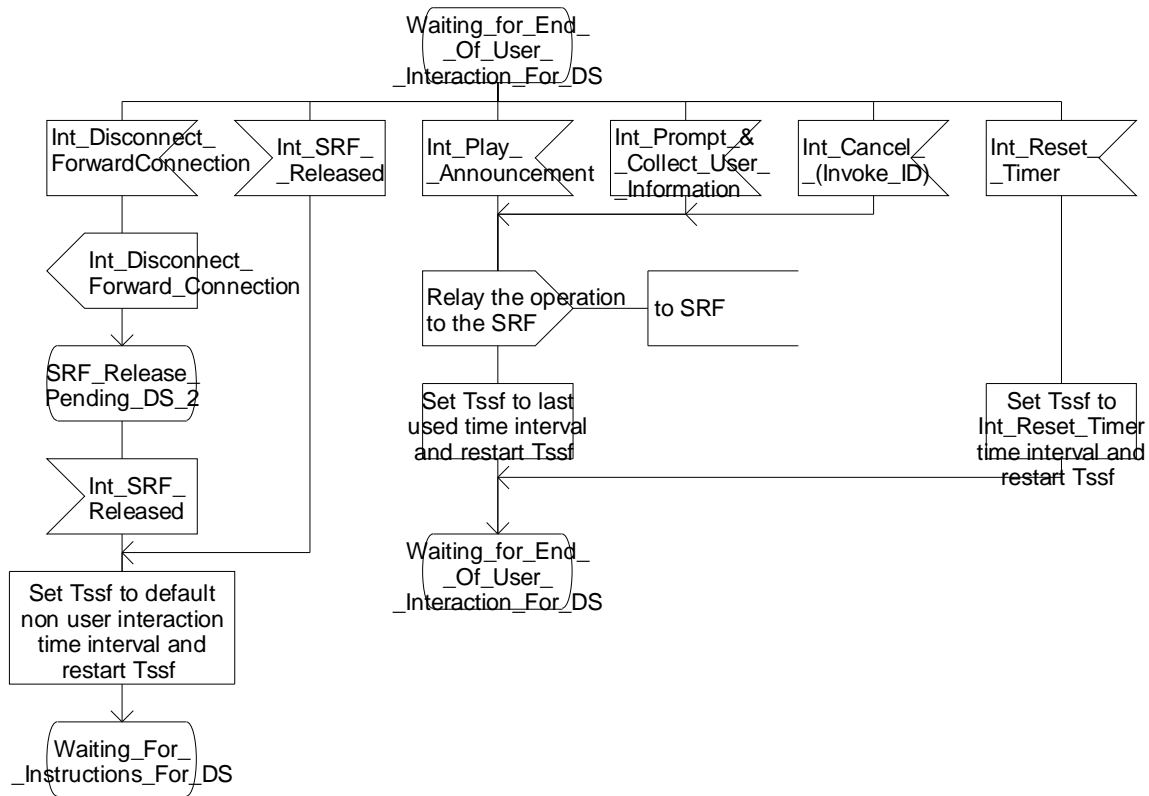 Waiting_for_End_
_Of_User_
_Interaction_For_DS
Int_Disconnect_
ForwardConnection
Int_SRF_
_Released
Int_Play_
_Announcement
Int_Prompt_&
_Collect_User_
_Information
Int_Cancel_
_(Invoke_ID)
Int_Reset_
_Timer
Int_Disconnect_
Forward_Connection
Relay the operation
to the SRF
to SRF
SRF_Release_
Pending_DS_2
Set Tssf to last
used time interval
and restart Tssf
Set Tssf to
Int_Reset_Timer
time interval and
restart Tssf
Int_SRF_
Released
Waiting_for_End_
_Of_User_
_Interaction_For_DS
Set Tssf to default
non user interaction
time interval and
restart Tssf
Waiting_For_
_Instructions_For_DS